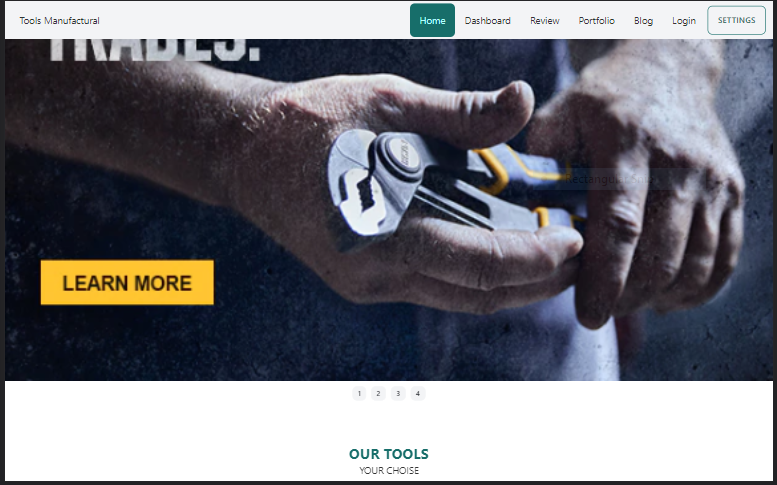 Tools Manufactural
Home Dashboard Review Portfolio Blog Login SETTINGS
TRADES.
LEARN MORE
1 2 3 4
OUR TOOLS
YOUR CHOISE